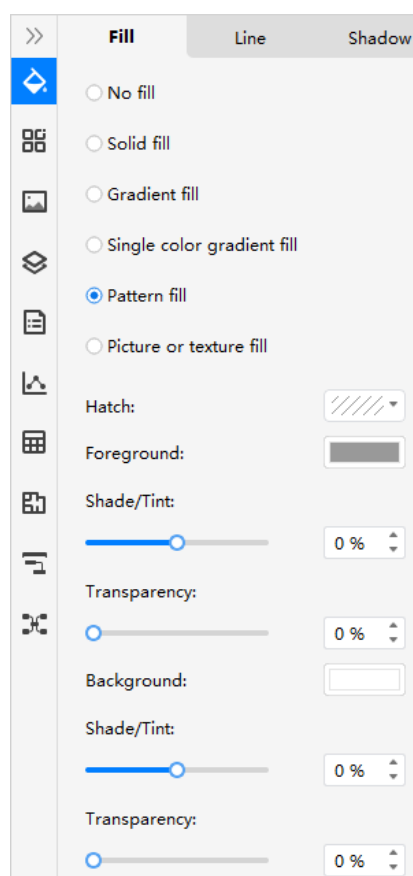 Fill Line Shadow
No fill
Solid fill
Gradient fill
Single color gradient fill
Pattern fill
Picture or texture fill
Hatch:
Foreground:
Shade/Tint:
0 %
Transparency:
0 %
Background:
Shade/Tint:
0 %
Transparency:
0 %